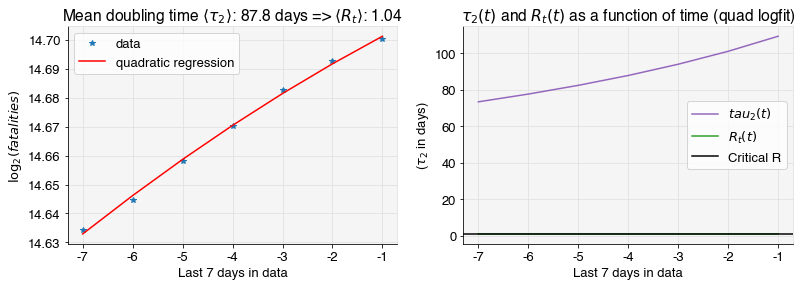 Mean doubling time ⟨τ₂⟩: 87.8 days => ⟨Rₜ⟩: 1.04
log₂(fatalities)
14.70
14.69
14.68
14.67
14.66
14.65
14.64
14.63
data
quadratic regression
-7 -6 -5 -4 -3 -2 -1
Last 7 days in data
τ₂(t) and Rₜ(t) as a function of time (quad logfit)
(τ₂ in days)
100
80
60
40
20
0
tau₂(t)
Rₜ(t)
Critical R
-7 -6 -5 -4 -3 -2 -1
Last 7 days in data